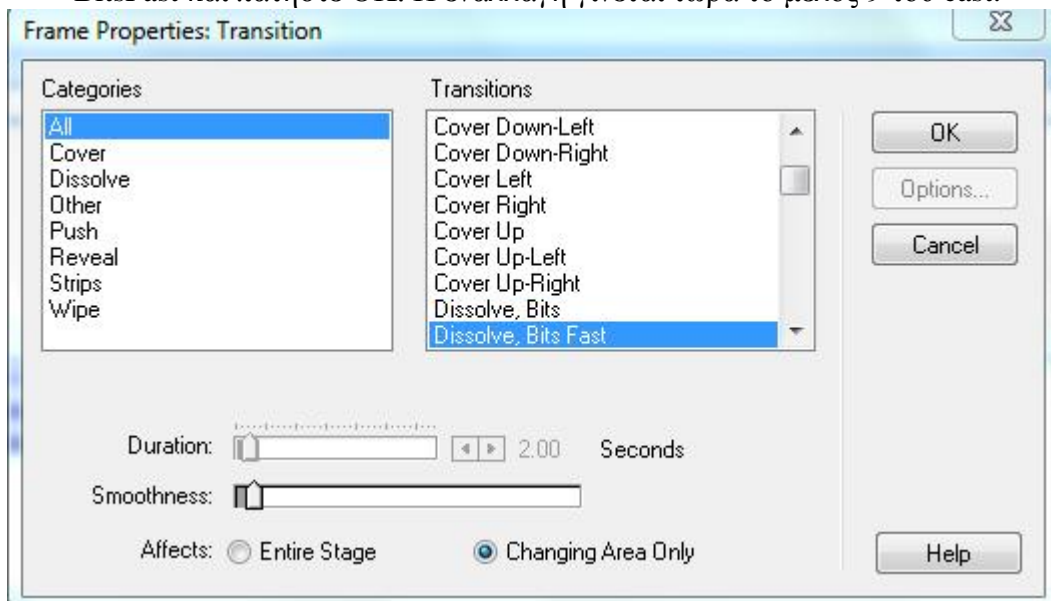 Frame Properties: Transition
Categories
All
Cover
Dissolve
Other
Push
Reveal
Strips
Wipe
Transitions
Cover Down-Left
Cover Down-Right
Cover Left
Cover Right
Cover Up
Cover Up-Left
Cover Up-Right
Dissolve, Bits
Dissolve, Bits Fast
OK
Options...
Cancel
Duration: 2.00 Seconds
Smoothness:
Affects: Entire Stage Changing Area Only
Help